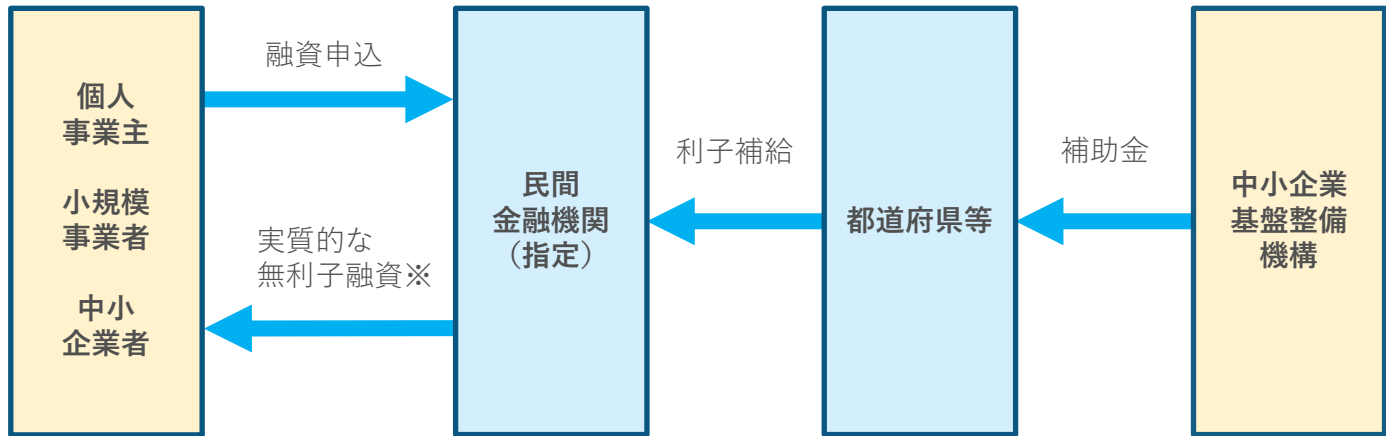 個人
事業主
小規模
事業者
中小
企業者
融資申込
実質的な
無利子融資※
民間
金融機関
（指定）
利子補給
都道府県等
補助金
中小企業
基盤整備
機構